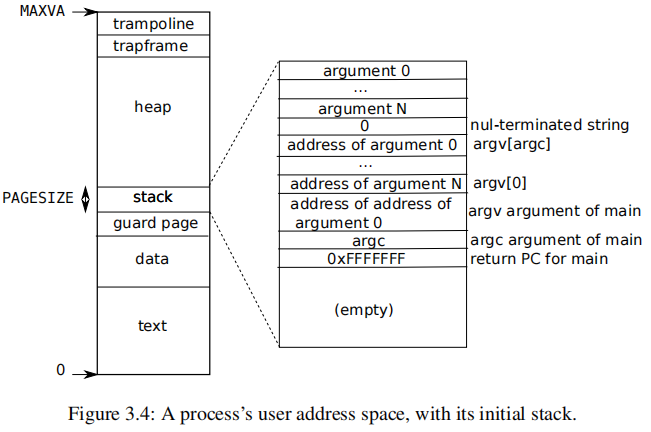 MAXVA
trampoline
trapframe
heap
PAGESIZE
stack
guard page
data
text
0
argument 0
...
argument N
0
nul-terminated string
address of argument 0
argv[argc]
...
address of argument N
argv[0]
address of address of
argument 0
argv argument of main
argc
argc argument of main
0xFFFFFFF
return PC for main
(empty)
Figure 3.4: A process's user address space, with its initial stack.